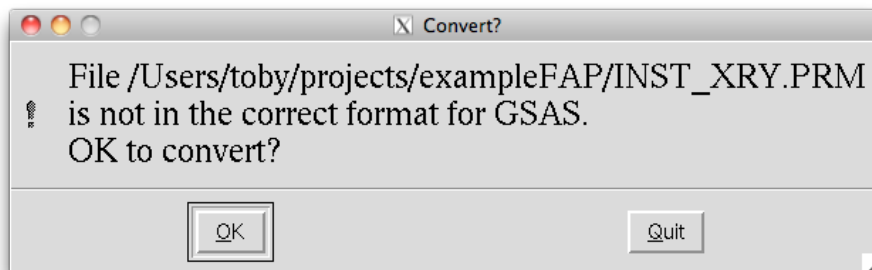 Convert?
File /Users/toby/projects/exampleFAP/INST_XRY.PRM
is not in the correct format for GSAS.
OK to convert?
OK
Quit